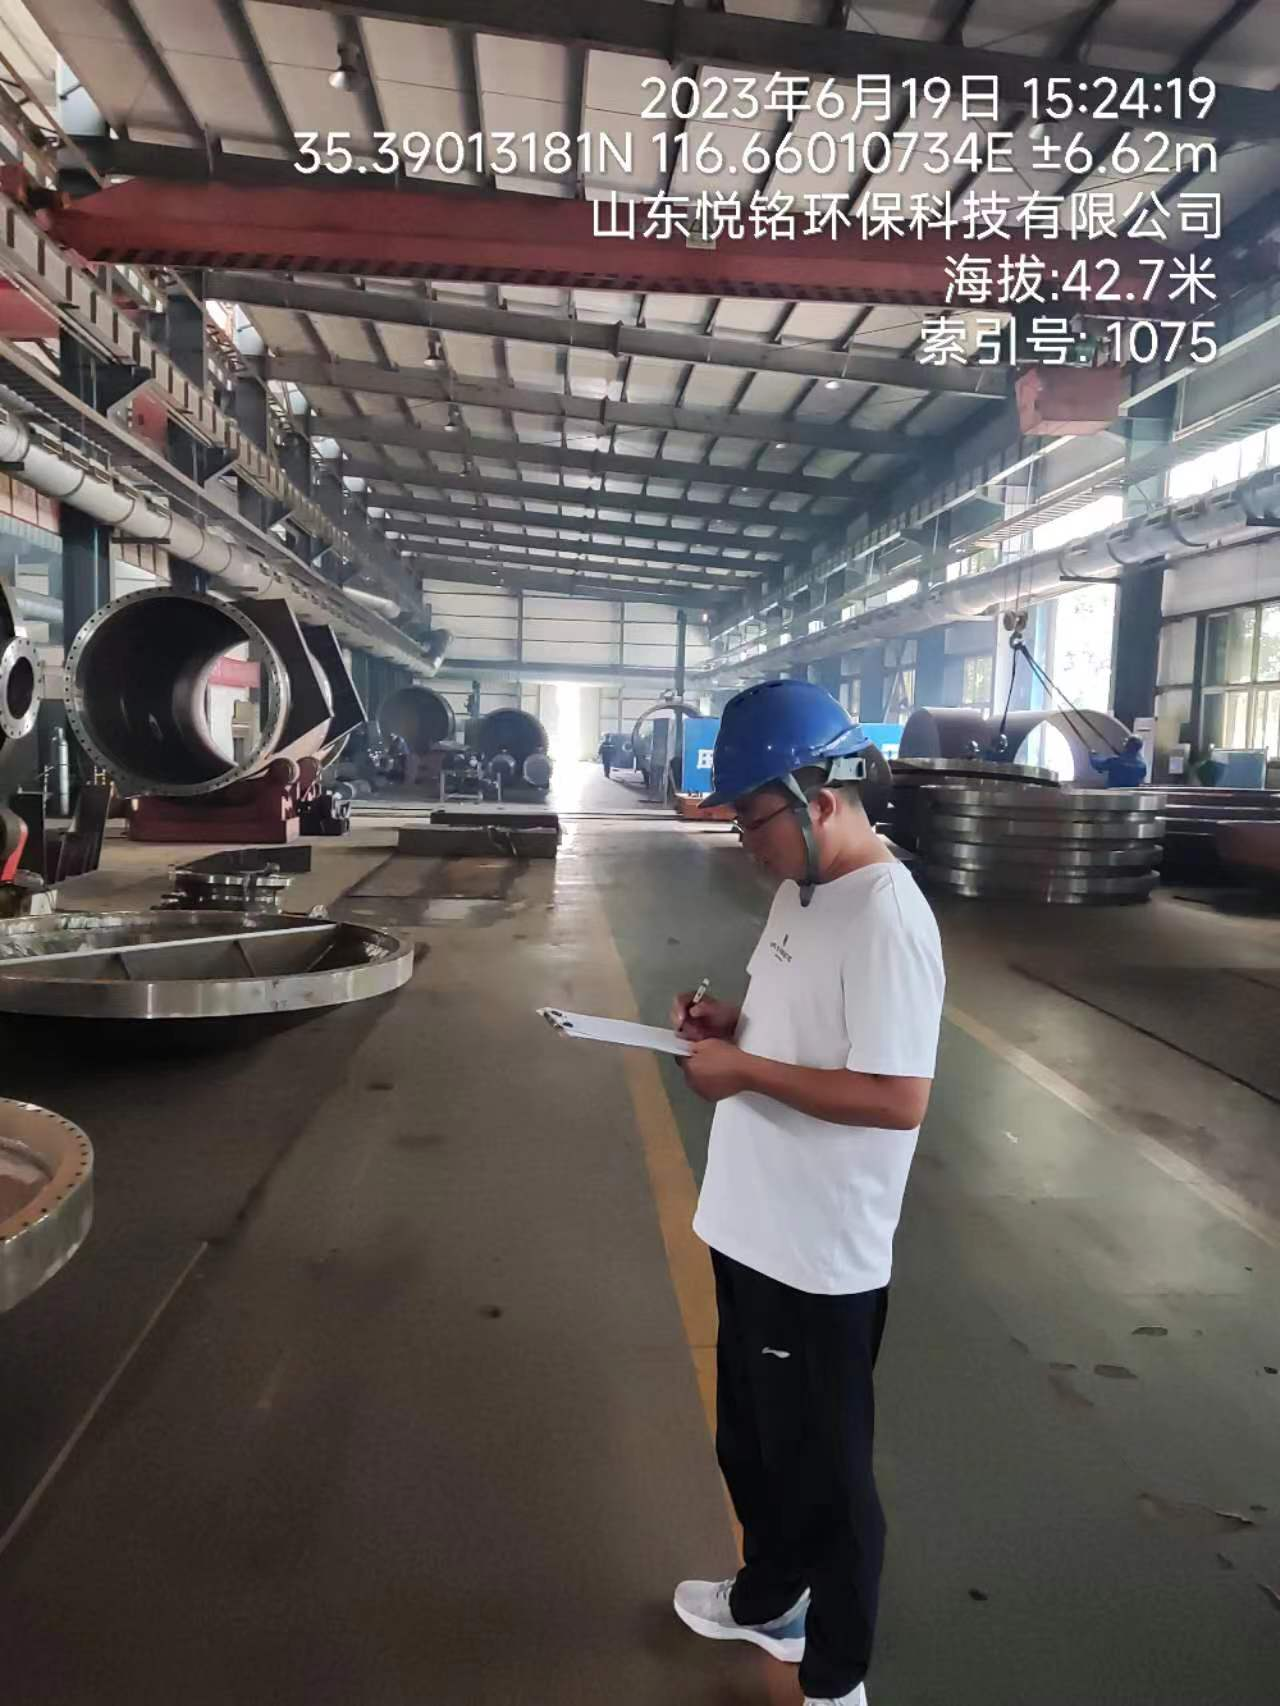 2023年6月19日 15:24:19
35.39013181N 116.66010734E ±6.62m
山东悦铭环保科技有限公司
海拔:42.7米
索引号: 1075